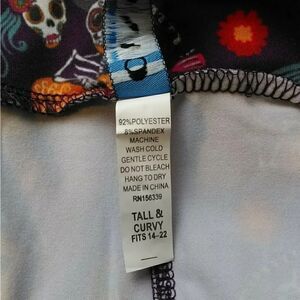 92%POLYESTER
8%SPANDEX
MACHINE
WASH COLD
GENTLE CYCLE
DO NOT BLEACH
HANG TO DRY
MADE IN CHINA
RN156339
TALL &
CURVY
FITS 14-22